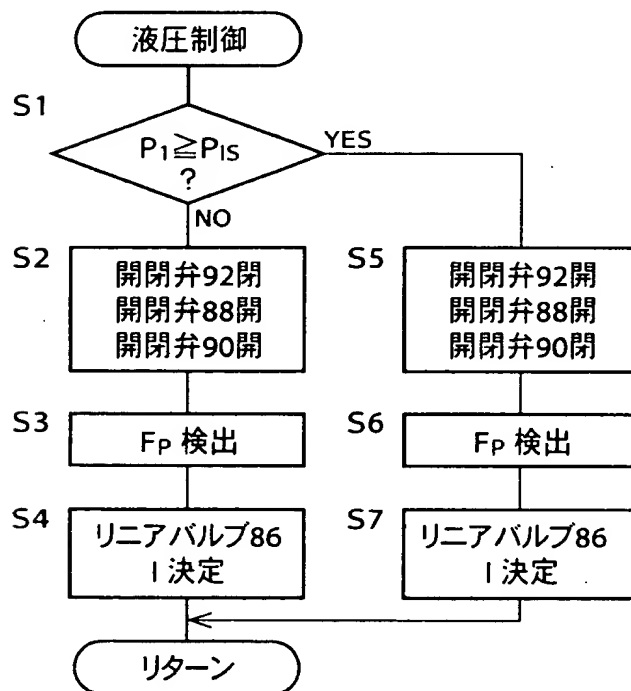 液圧制御
S1
P1≧PIS
?
YES
NO
S2
開閉弁92閉
開閉弁88開
開閉弁90開
S5
開閉弁92開
開閉弁88開
開閉弁90閉
S3
FP 検出
S6
FP 検出
S4
リニアバルブ86
I 決定
S7
リニアバルブ86
I 決定
リターン